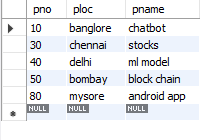 pno ploc pname
10 banglore chatbot
30 chennai stocks
40 delhi ml model
50 bombay block chain
80 mysore android app
NULL NULL NULL